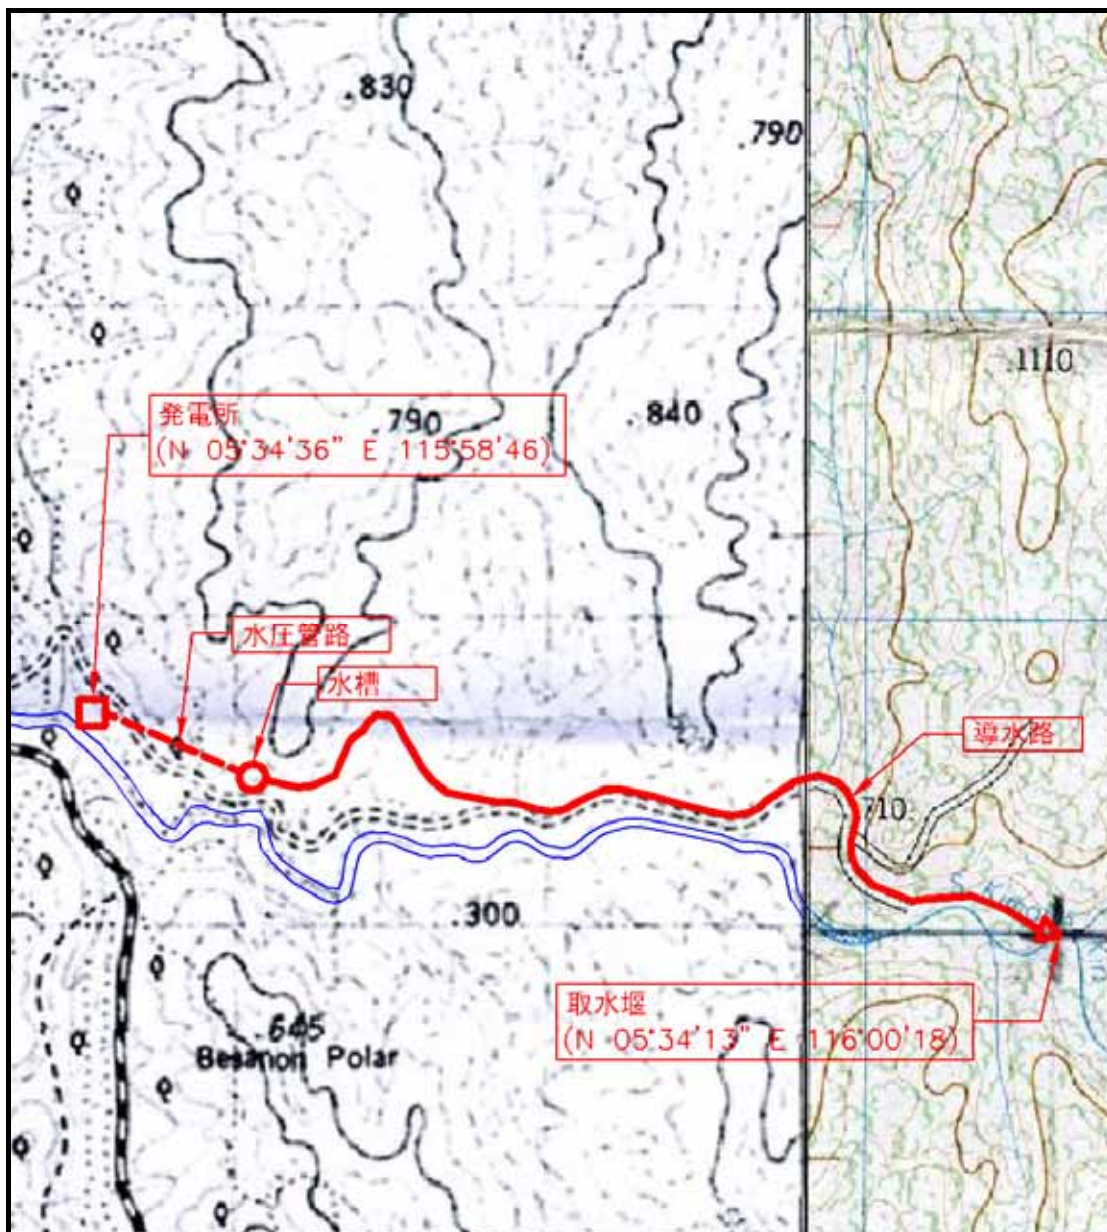 .830
.790
.1110
発電所
(N 05°34'36" E 115°58'46)
.790
.840
水圧管路
水槽
導水路
710.
.300
取水堰
(N 05°34'13" E 116°00'18)
645
Besanon Polar